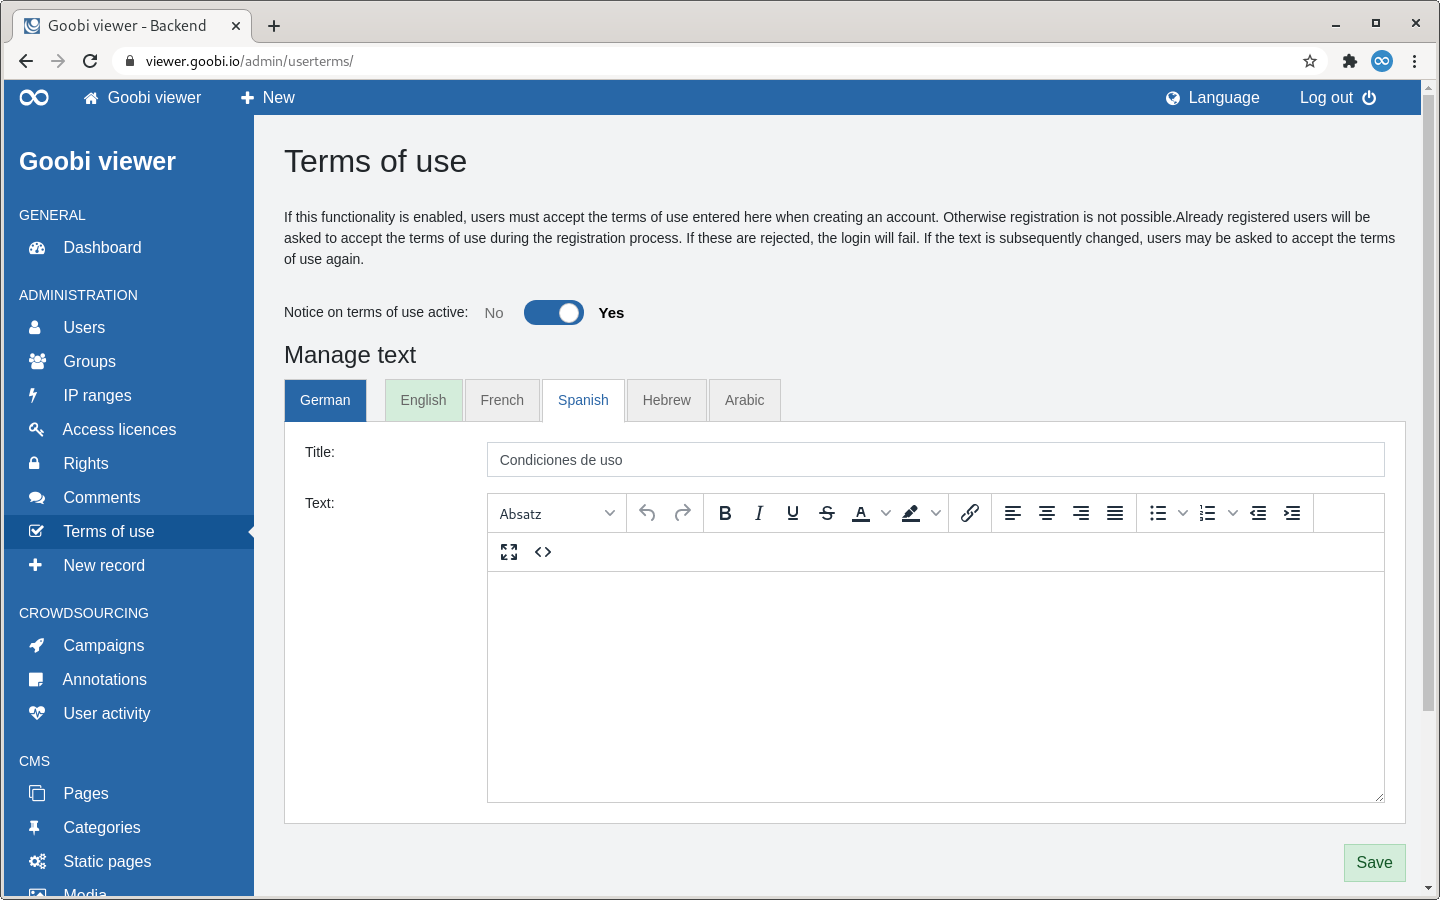 Goobi viewer - Backend
viewer.goobi.io/admin/userterms/
Goobi viewer
New
Language
Log out
Goobi viewer
GENERAL
Dashboard
ADMINISTRATION
Users
Groups
IP ranges
Access licences
Rights
Comments
Terms of use
New record
CROWDSOURCING
Campaigns
Annotations
User activity
CMS
Pages
Categories
Static pages
Media
Terms of use
If this functionality is enabled, users must accept the terms of use entered here when creating an account. Otherwise registration is not possible.Already registered users will be
asked to accept the terms of use during the registration process. If these are rejected, the login will fail. If the text is subsequently changed, users may be asked to accept the terms
of use again.
Notice on terms of use active: No Yes
Manage text
German English French Spanish Hebrew Arabic
Title: Condiciones de uso
Text: Absatz
Save